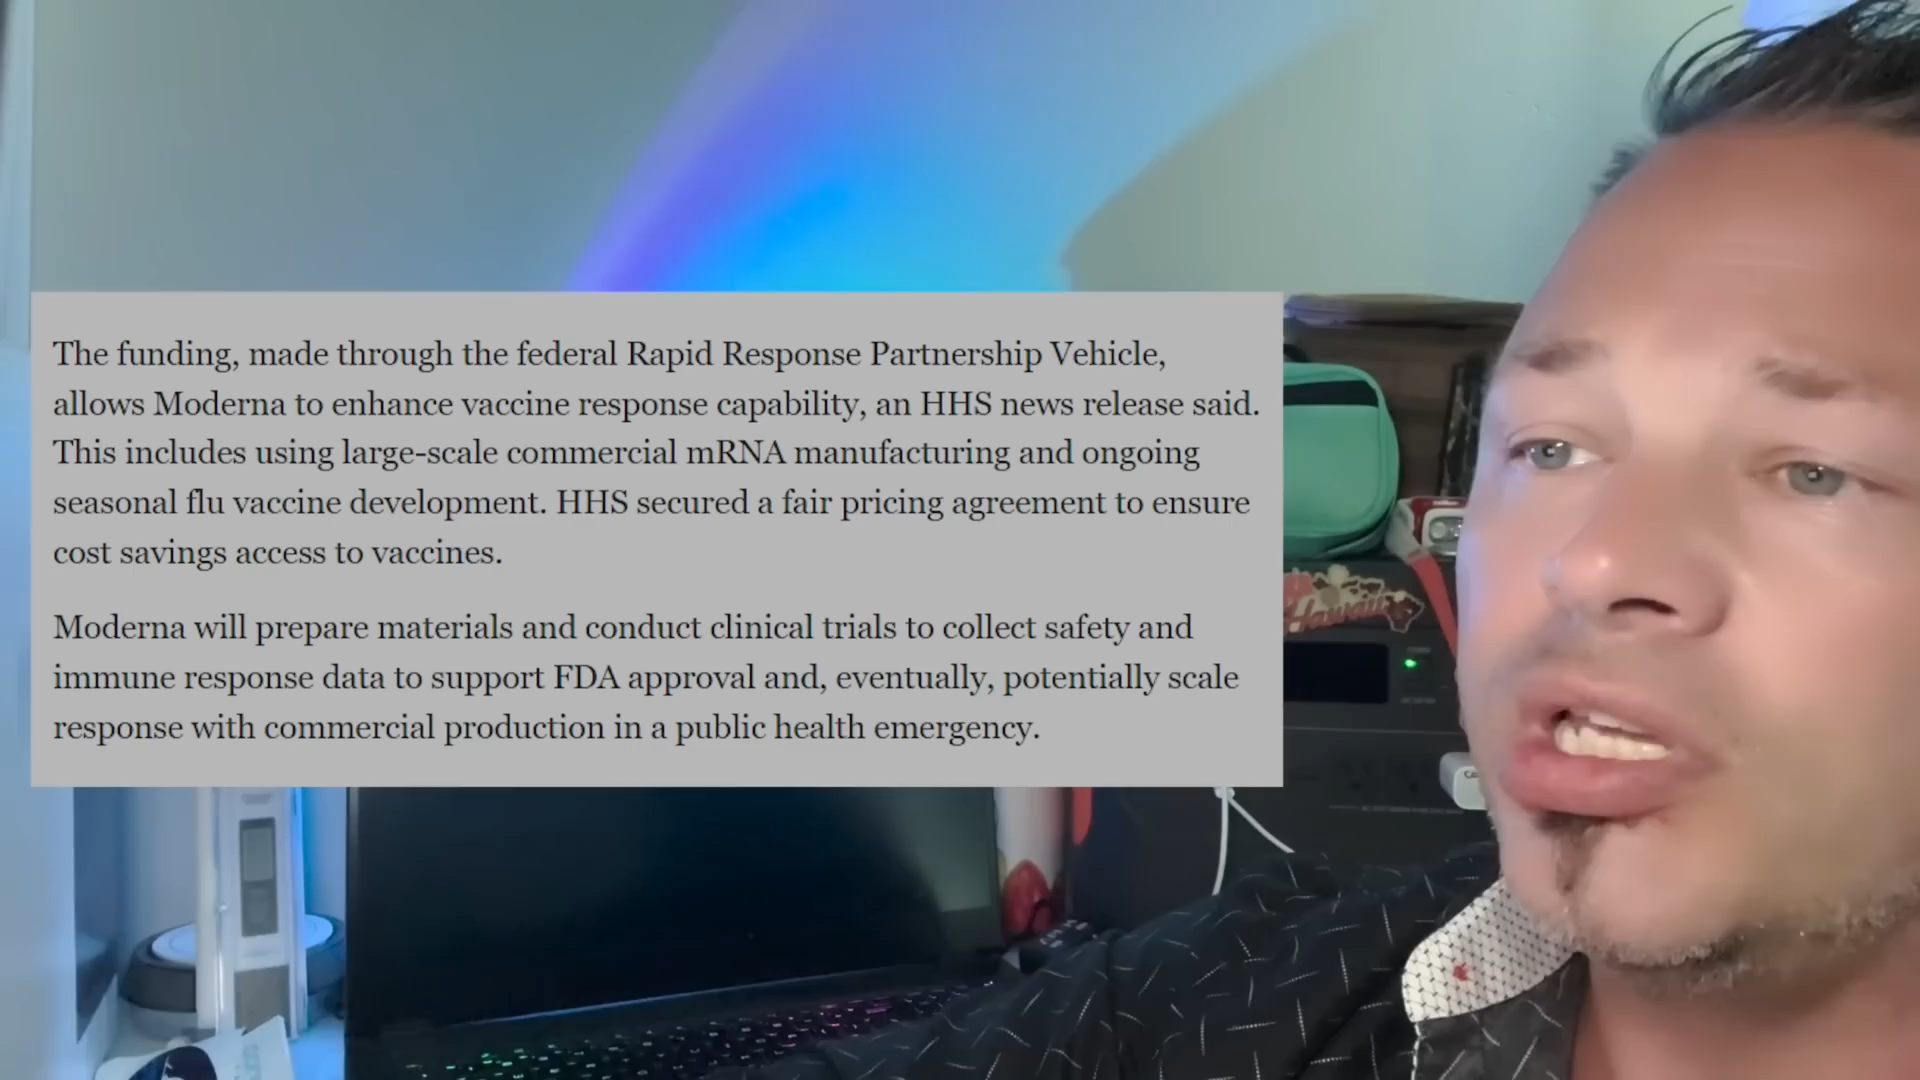 The funding, made through the federal Rapid Response Partnership Vehicle,
allows Moderna to enhance vaccine response capability, an HHS news release said.
This includes using large-scale commercial mRNA manufacturing and ongoing
seasonal flu vaccine development. HHS secured a fair pricing agreement to ensure
cost savings access to vaccines.
Moderna will prepare materials and conduct clinical trials to collect safety and
immune response data to support FDA approval and, eventually, potentially scale
response with commercial production in a public health emergency.
Hawaii